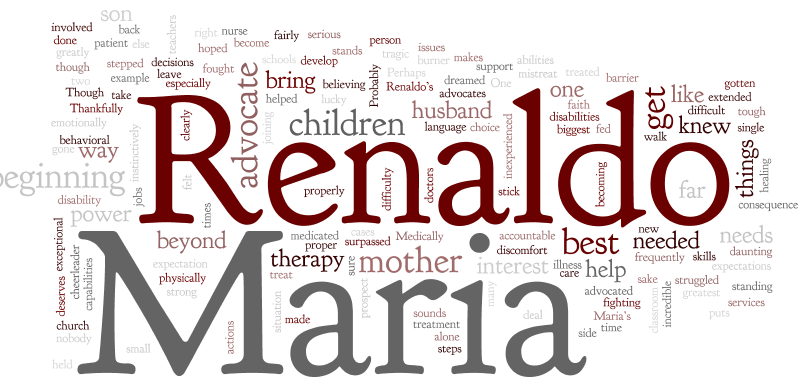 son
involved back right nurse fairly serious
done patient else teachers hoped become stands person
greatly tragic issues
though stepped decisions fought schools develop burner makes abilities
two example leave bring believing Perhaps support mistreat treated barrier
especially Probably Renaldo's dreamed One gotten
Though take advocate helped lucky advocates one faith like extended
Thankfully clearly children husband disabilities get difficult tough
emotionally joining language choice biggest fed knew single
behavioral instinctively Renaldo inexperienced walk things
gone way healing
beginning felt properly difficulty doctors stick becoming far
disability jobs consequence
power times
Maria medicated cases accountable new needs
exceptional beyond proper surpassed Medically discomfort best needed daunting
deserves cheerleader capabilities expectation therapy sure mother interest illness frequently skills expectations
physically treat care help struggled
strong prospect many advocated sake greatest standing
situation fighting classroom incredible services
church actions made sounds deal Maria's puts
nobody treatment time
small alone side
held steps